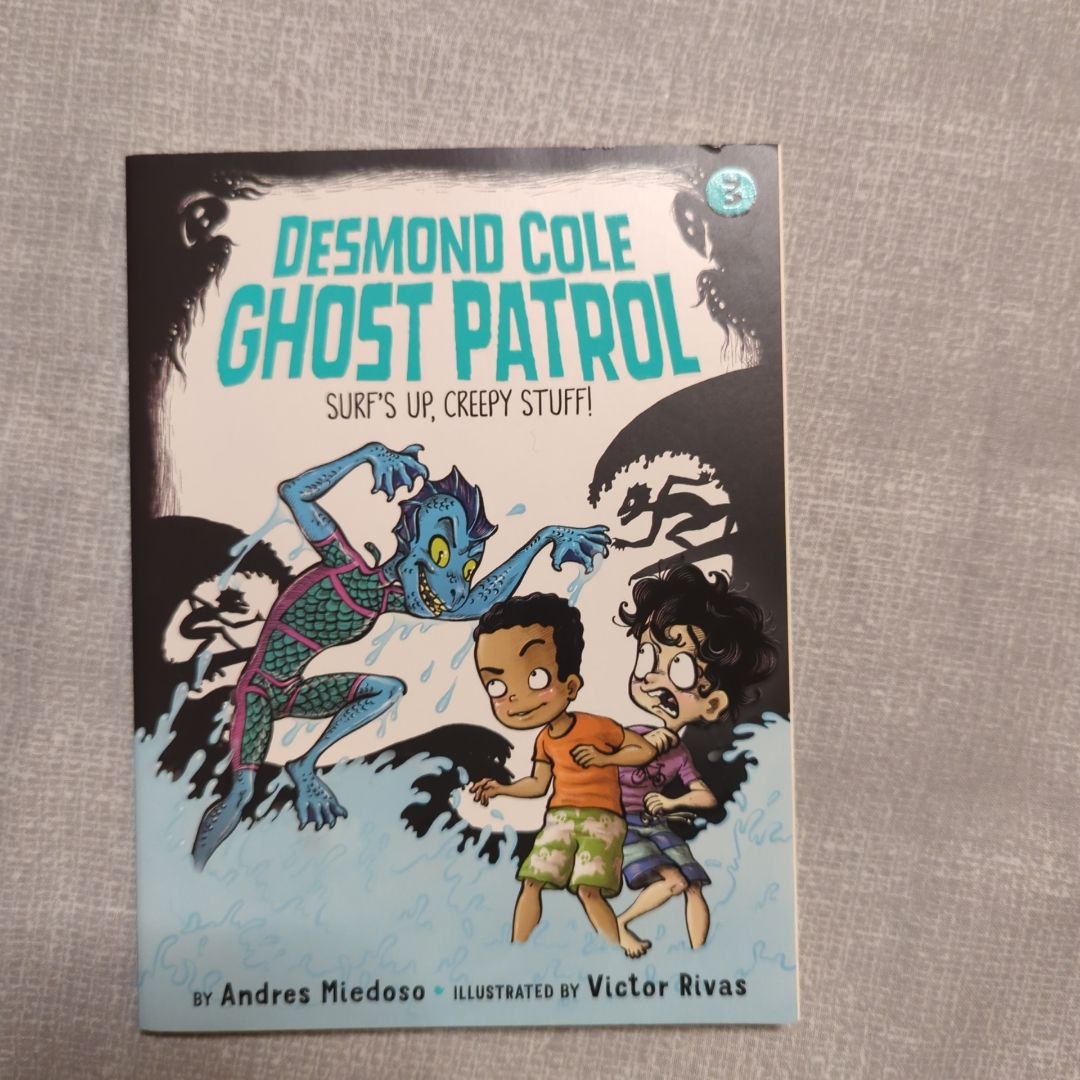 3
DESMOND COLE
GHOST PATROL
SURF'S UP, CREEPY STUFF!
BY Andres Miedoso • ILLUSTRATED BY Victor Rivas